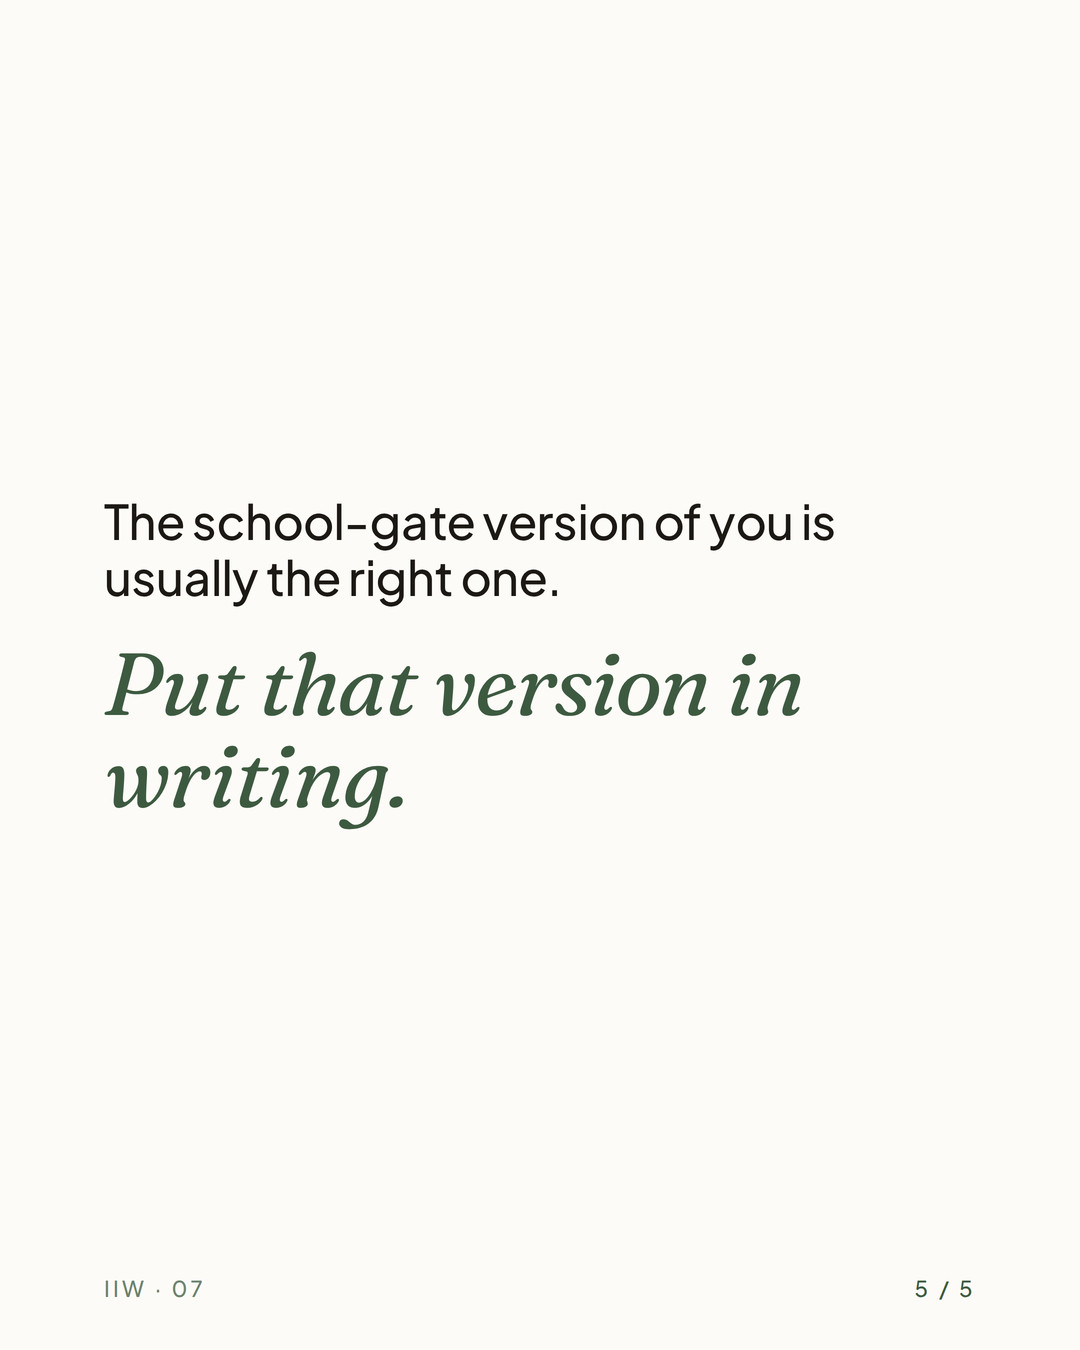 The school-gate version of you is
usually the right one.
Put that version in
writing.
IIW · 07
5 / 5